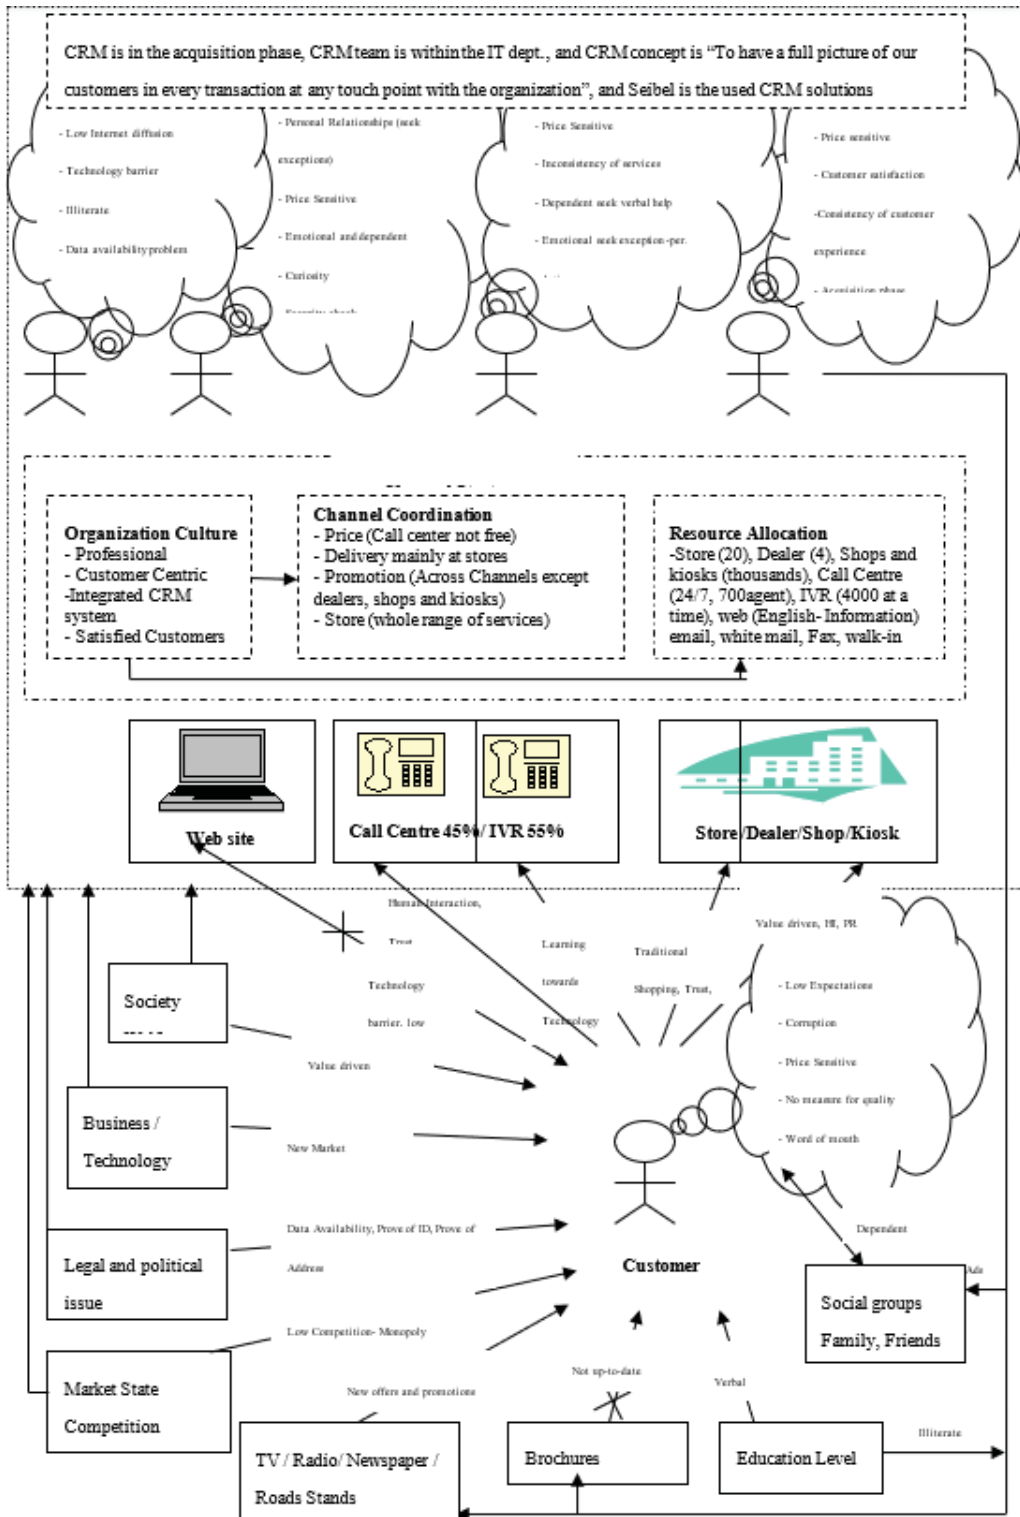 CRM is in the acquisition phase, CRM team is within the IT dept., and CRM concept is “To have a full picture of our
customers in every transaction at any touch point with the organization”, and Seibel is the used CRM solutions
- Low Internet diffusion
- Technology barrier
- Illiterate
- Data availability problem
- Personal Relationships (seek
exceptions)
- Price Sensitive
- Emotional and dependent
- Curiosity
- Price Sensitive
- Inconsistency of services
- Dependent seek verbal help
- Emotional seek exception -per.
- Price sensitive
- Customer satisfaction
-Consistency of customer
experience
- Acquisition phase
Organization Culture
- Professional
- Customer Centric
-Integrated CRM
system
- Satisfied Customers
Channel Coordination
- Price (Call center not free)
- Delivery mainly at stores
- Promotion (Across Channels except
dealers, shops and kiosks)
- Store (whole range of services)
Resource Allocation
-Store (20), Dealer (4), Shops and
kiosks (thousands), Call Centre
(24/7, 700agent), IVR (4000 at a
time), web (English- Information)
email, white mail, Fax, walk-in
Web site
Call Centre 45%/ IVR 55%
Store/Dealer/Shop/Kiosk
Human Interaction,
Trust
Technology
barrier, low
Learning
towards
Technology
Traditional
Shopping, Trust,
Value driven, HI, PR
- Low Expectations
- Corruption
- Price Sensitive
- No measure for quality
- Word of mouth
Society
Value driven
Business /
Technology
New Market
Legal and political
issue
Data Availability, Prove of ID, Prove of
Address
Customer
Dependent
Ads
Social groups
Family, Friends
Market State
Competition
Low Competition- Monopoly
New offers and promotions
Not up-to-date
Verbal
Illiterate
TV / Radio/ Newspaper /
Roads Stands
Brochures
Education Level